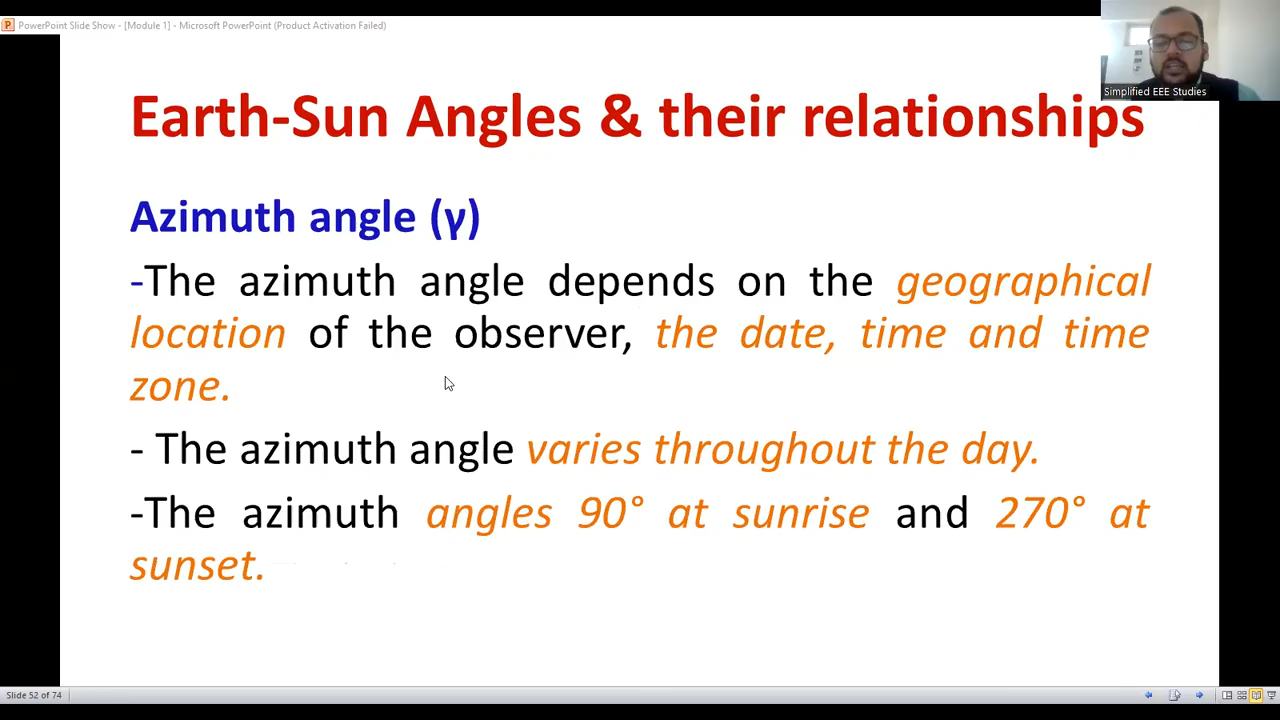 PowerPoint Slide Show - [Module 1] - Microsoft PowerPoint (Product Activation Failed)
Simplified EEE Studies
Earth-Sun Angles & their relationships
Azimuth angle (γ)
-The azimuth angle depends on the geographical
location of the observer, the date, time and time
zone.
- The azimuth angle varies throughout the day.
-The azimuth angles 90° at sunrise and 270° at
sunset.
Slide 52 of 74